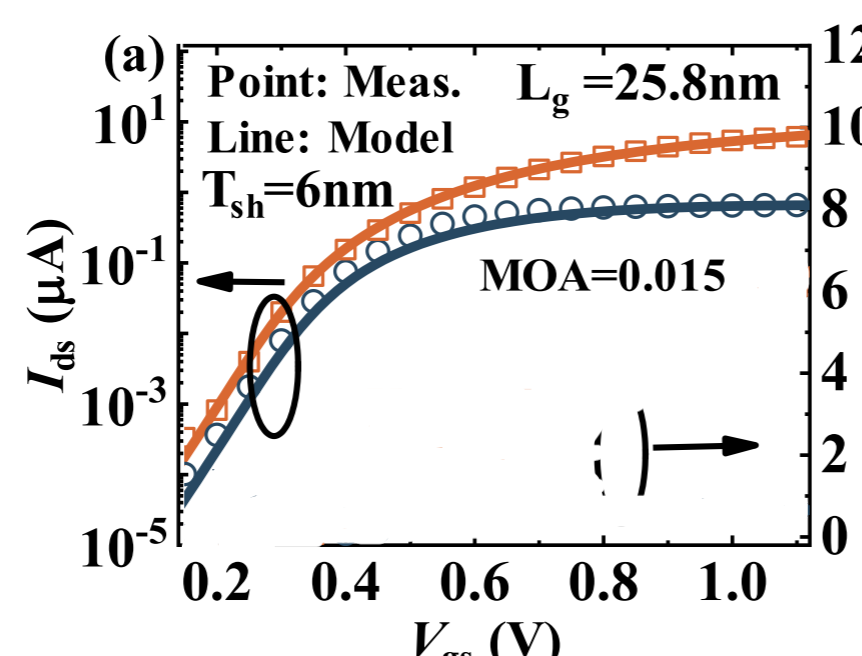 (a)
Point: Meas.
L_g =25.8nm
Line: Model
T_sh=6nm
MOA=0.015
I_ds (μA)
10^1
10^-1
10^-3
10^-5
12
10
8
6
4
2
0
0.2 0.4 0.6 0.8 1.0
V_gs (V)